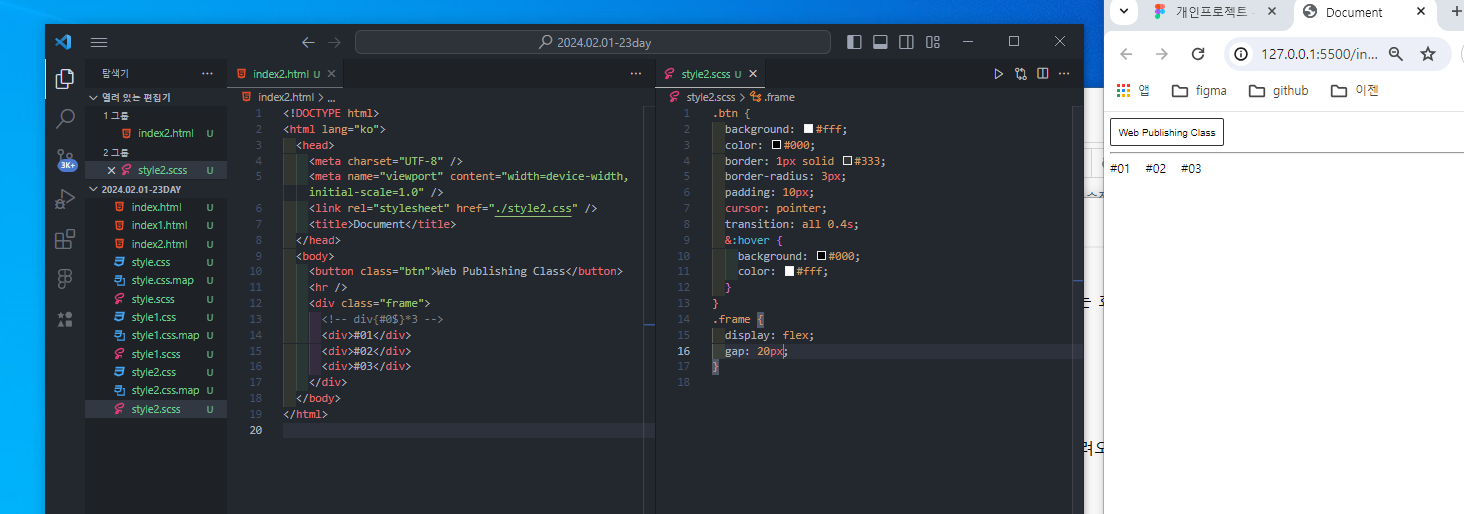 2024.02.01-23day
탐색기
열려 있는 편집기
1 그룹
index2.html U
2 그룹
style2.scss U
2024.02.01-23DAY
index.html U
index1.html U
index2.html U
style.css U
style.css.map U
style.scss U
style1.css U
style1.css.map U
style1.scss U
style2.css U
style2.css.map U
style2.scss U
3K+
index2.html U
index2.html > ...
1 <!DOCTYPE html>
2 <html lang="ko">
3 <head>
4 <meta charset="UTF-8" />
5 <meta name="viewport" content="width=device-width,
initial-scale=1.0" />
6 <link rel="stylesheet" href="./style2.css" />
7 <title>Document</title>
8 </head>
9 <body>
10 <button class="btn">Web Publishing Class</button>
11 <hr />
12 <div class="frame">
13 <!-- div{#0$}*3 -->
14 <div>#01</div>
15 <div>#02</div>
16 <div>#03</div>
17 </div>
18 </body>
19 </html>
20
style2.scss U
style2.scss > .frame
1 .btn {
2 background: #fff;
3 color: #000;
4 border: 1px solid #333;
5 border-radius: 3px;
6 padding: 10px;
7 cursor: pointer;
8 transition: all 0.4s;
9 &:hover {
10 background: #000;
11 color: #fff;
12 }
13 }
14 .frame {
15 display: flex;
16 gap: 20px;
17 }
18
개인프로젝트
Document
127.0.0.1:5500/in...
앱
figma
github
이젠
Web Publishing Class
#01 #02 #03